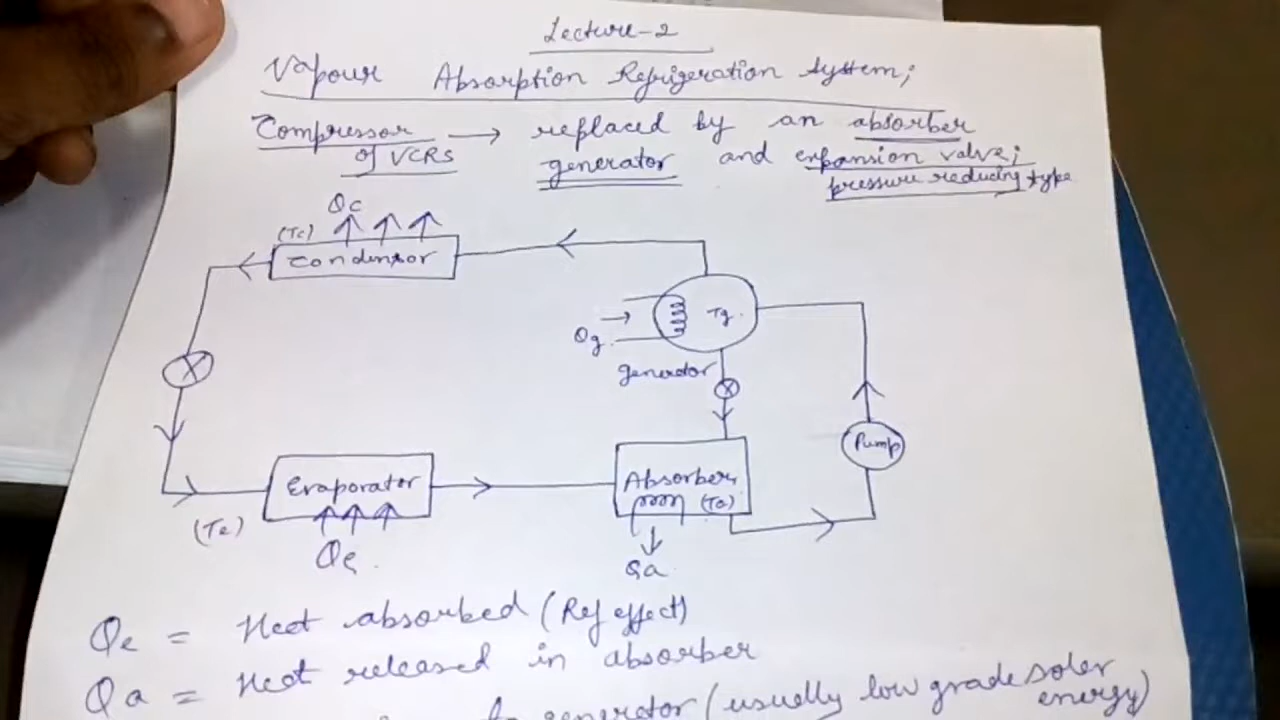 Lecture-2
Vapour Absorption Refrigeration System;
Compressor → replaced by an absorber
of VCRS generator and expansion valve;
pressure reducing type
Qc
(Tc)
Condensor
Tg.
Qg.
generator
Pump
Evaporator
Absorber,
(Ta)
(Te)
Qe.
Qa
Qe = Heat absorbed (Ref effect)
Qa = Heat released in absorber
to generator (usually low grade soler
energy)